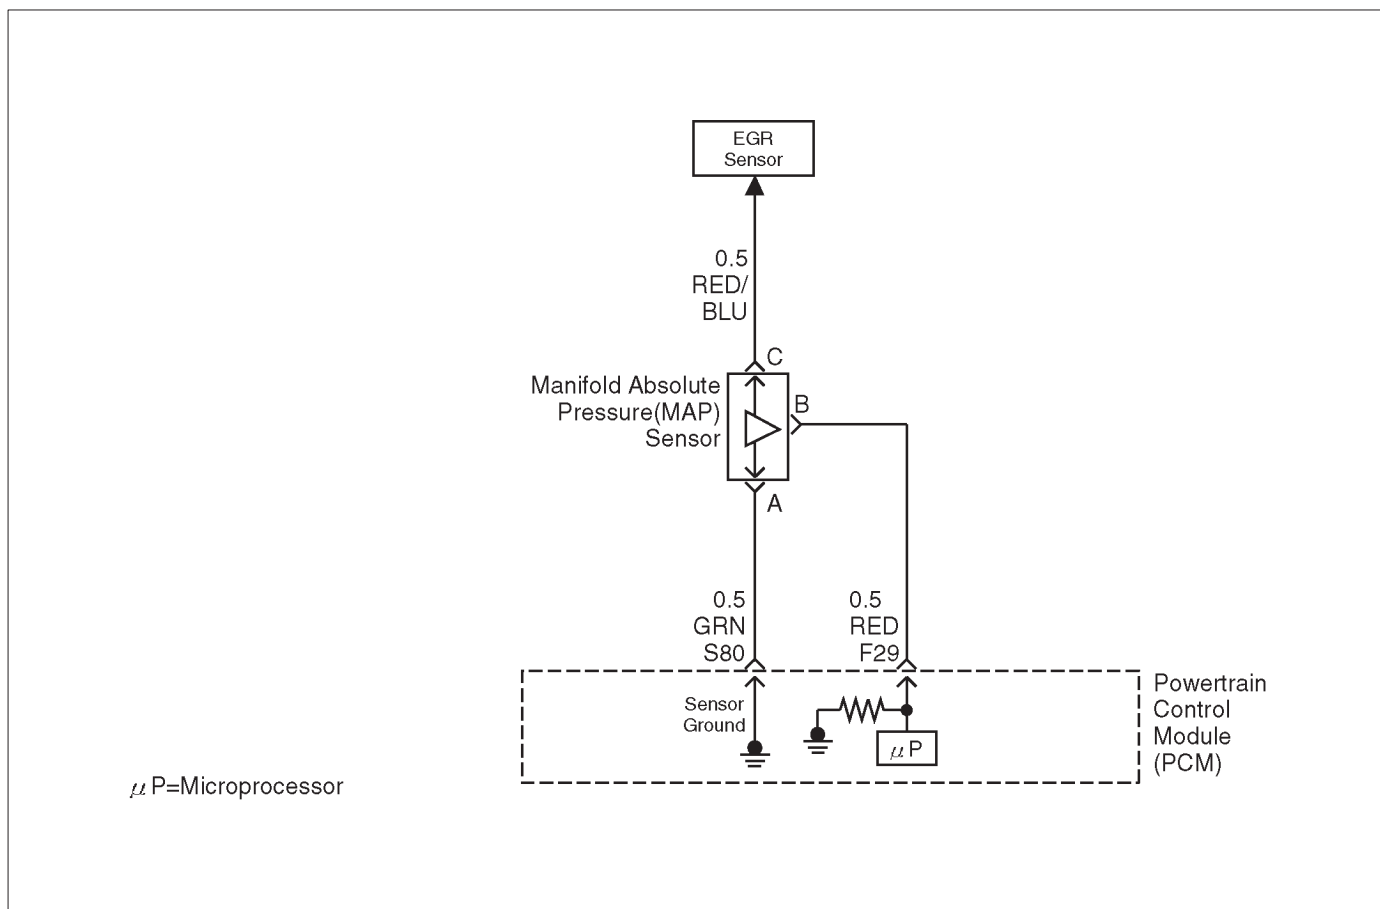 EGR
Sensor
0.5
RED/
BLU
C
Manifold Absolute
Pressure(MAP)
Sensor
B
A
0.5
GRN
S80
0.5
RED
F29
Sensor
Ground
μP
Powertrain
Control
Module
(PCM)
μP=Microprocessor